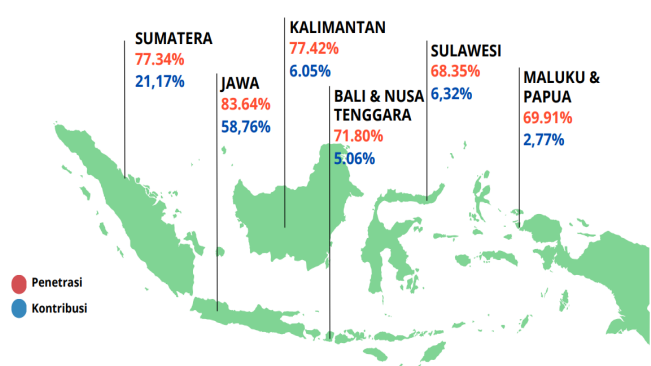 SUMATERA
77.34%
21,17%
JAWA
83.64%
58,76%
KALIMANTAN
77.42%
6.05%
BALI & NUSA
TENGGARA
71.80%
5.06%
SULAWESI
68.35%
6,32%
MALUKU &
PAPUA
69.91%
2,77%
Penetrasi
Kontribusi